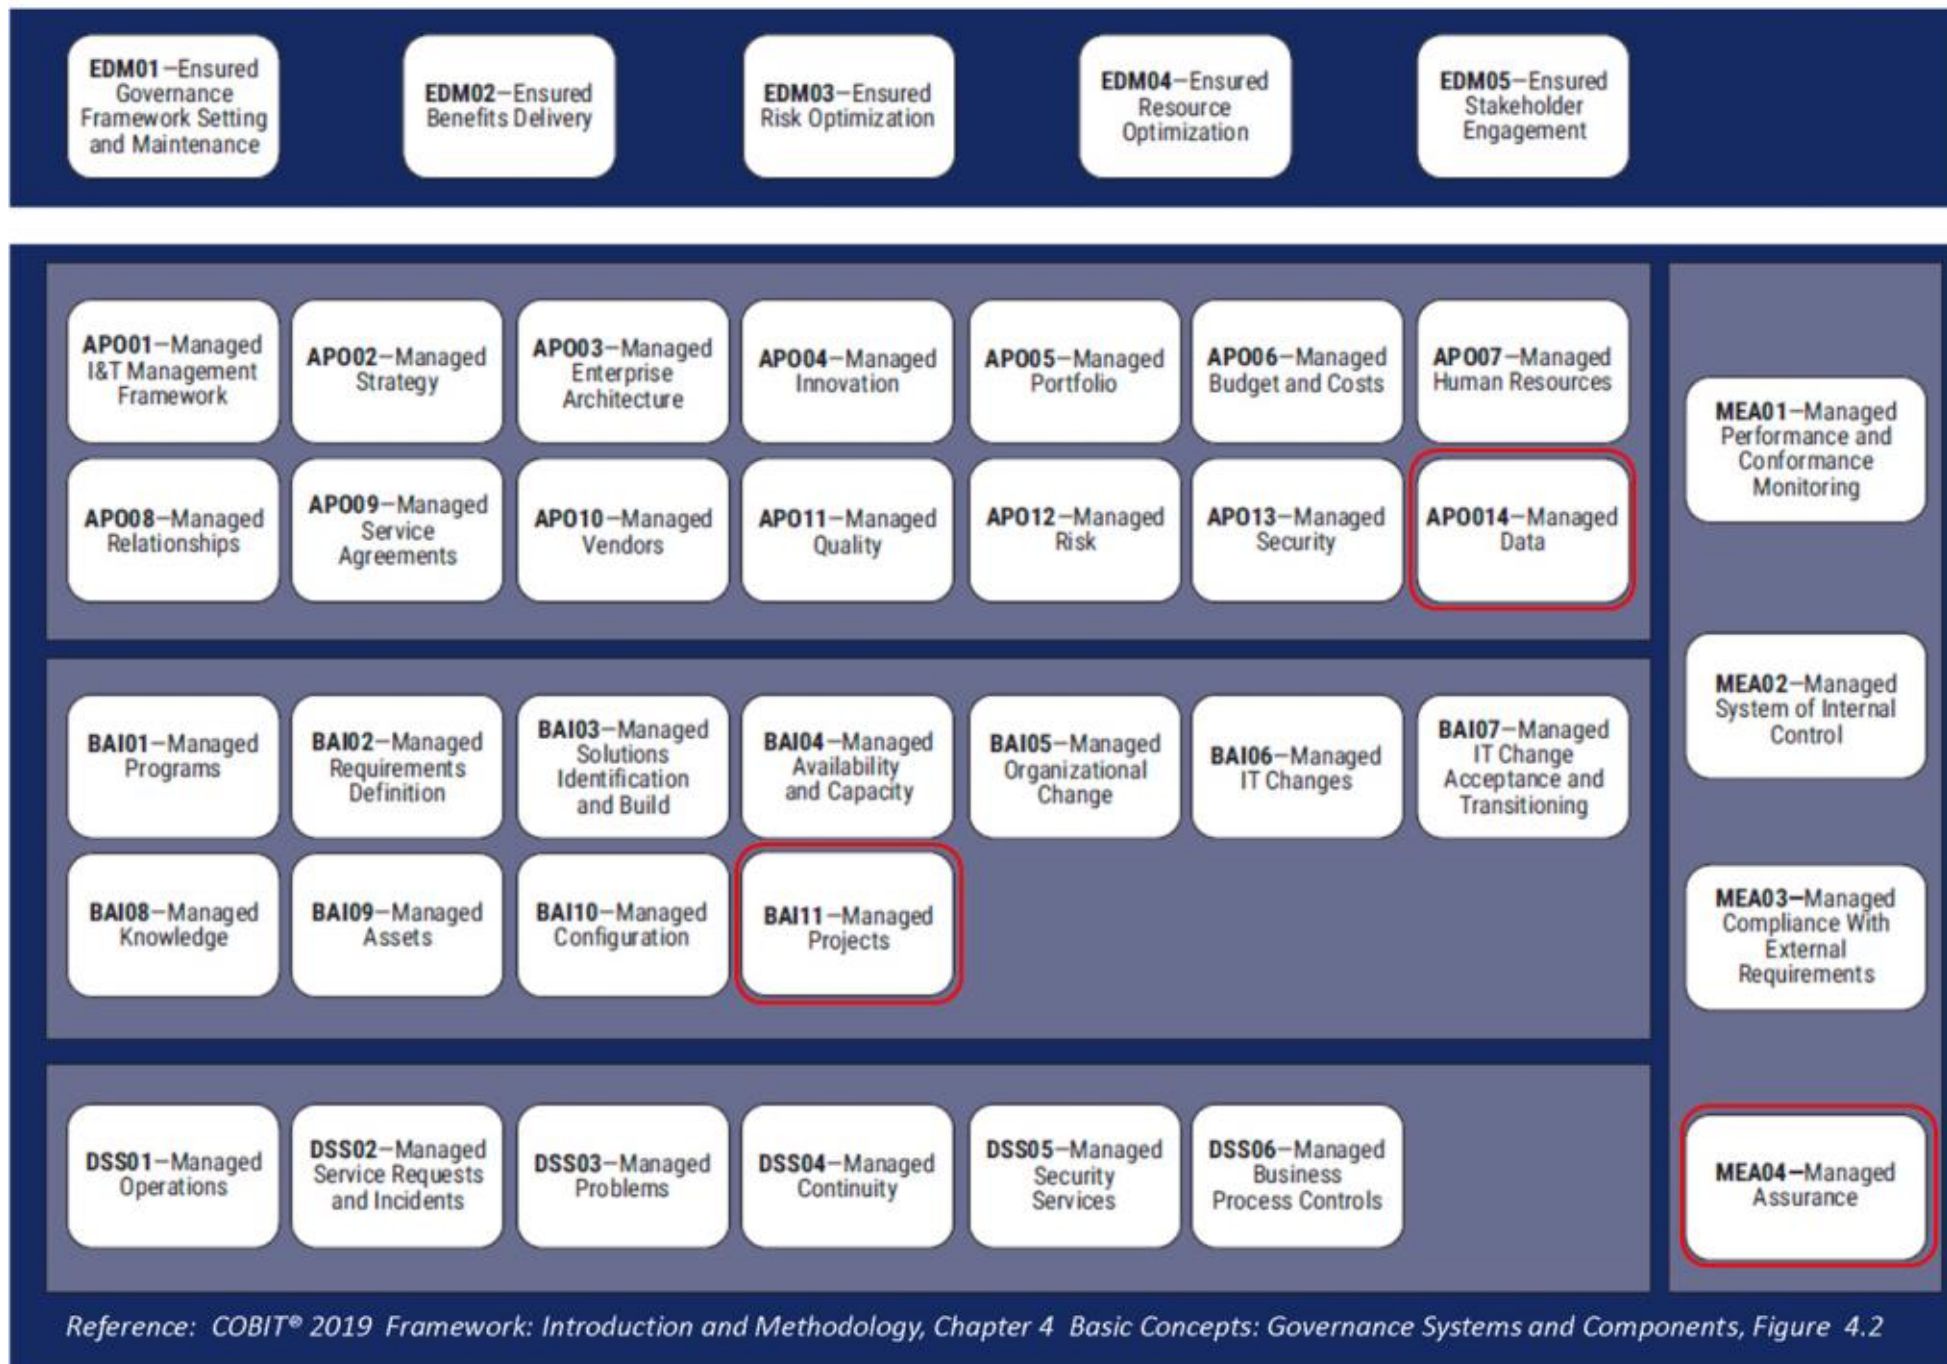 EDM01—Ensured
Governance
Framework Setting
and Maintenance
EDM02—Ensured
Benefits Delivery
EDM03—Ensured
Risk Optimization
EDM04—Ensured
Resource
Optimization
EDM05—Ensured
Stakeholder
Engagement
APO01—Managed
I&T Management
Framework
APO02—Managed
Strategy
APO03—Managed
Enterprise
Architecture
APO04—Managed
Innovation
APO05—Managed
Portfolio
APO06—Managed
Budget and Costs
APO07—Managed
Human Resources
APO08—Managed
Relationships
APO09—Managed
Service
Agreements
APO10—Managed
Vendors
APO11—Managed
Quality
APO12—Managed
Risk
APO13—Managed
Security
APO014—Managed
Data
BAI01—Managed
Programs
BAI02—Managed
Requirements
Definition
BAI03—Managed
Solutions
Identification
and Build
BAI04—Managed
Availability
and Capacity
BAI05—Managed
Organizational
Change
BAI06—Managed
IT Changes
BAI07—Managed
IT Change
Acceptance and
Transitioning
BAI08—Managed
Knowledge
BAI09—Managed
Assets
BAI10—Managed
Configuration
BAI11—Managed
Projects
DSS01—Managed
Operations
DSS02—Managed
Service Requests
and Incidents
DSS03—Managed
Problems
DSS04—Managed
Continuity
DSS05—Managed
Security
Services
DSS06—Managed
Business
Process Controls
MEA01—Managed
Performance and
Conformance
Monitoring
MEA02—Managed
System of Internal
Control
MEA03—Managed
Compliance With
External
Requirements
MEA04—Managed
Assurance
Reference: COBIT® 2019 Framework: Introduction and Methodology, Chapter 4 Basic Concepts: Governance Systems and Components, Figure 4.2